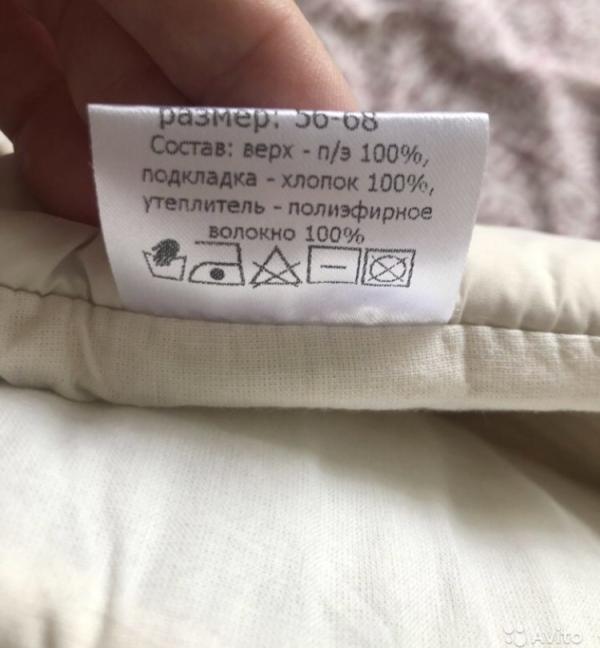 размер: 56-68
Состав: верх - п/э 100%,
подкладка - хлопок 100%,
утеплитель - полиэфирное
волокно 100%
Avito